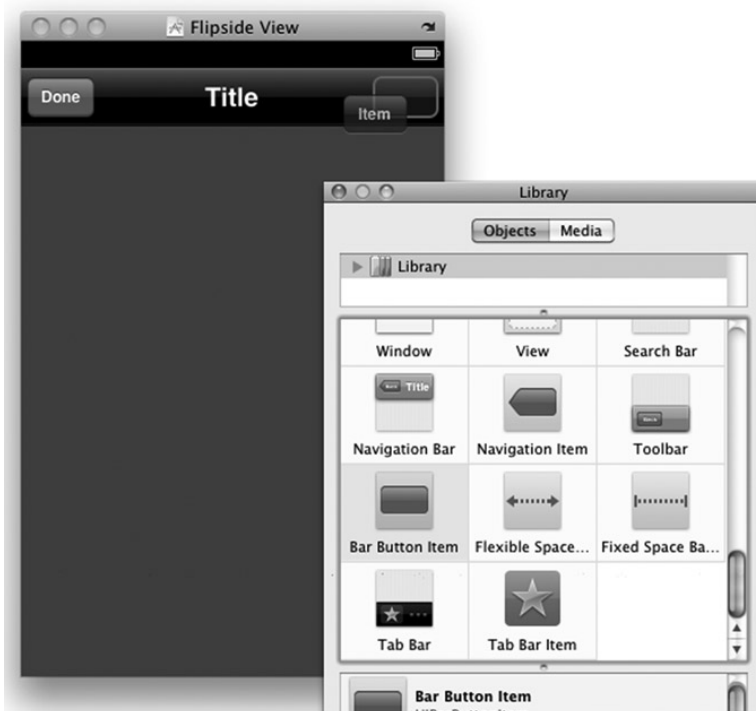 Flipside View
Done
Title
Item
Library
Objects
Media
Library
Window
View
Search Bar
Title
Navigation Bar
Navigation Item
Toolbar
Bar Button Item
Flexible Space...
Fixed Space Ba...
Tab Bar
Tab Bar Item
Bar Button Item